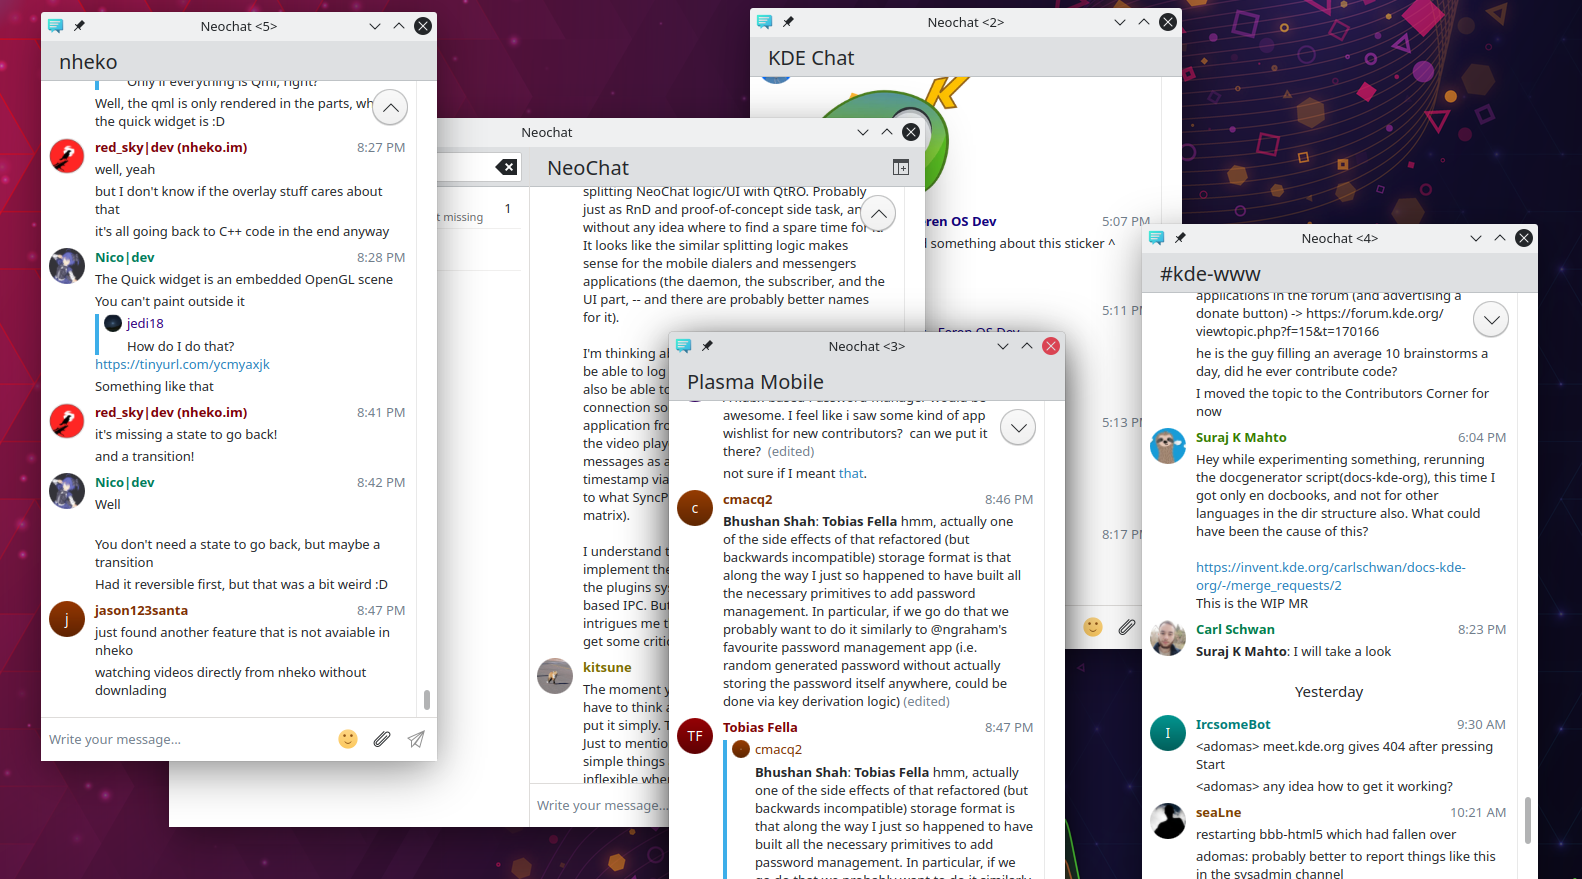 Neochat <5>
nheko
Only if everything is Qml, right?
Well, the qml is only rendered in the parts,
the quick widget is :D
red_sky|dev (nheko.im) 8:27 PM
well, yeah
but I don't know if the overlay stuff cares about
that
it's all going back to C++ code in the end anyway
Nico|dev 8:28 PM
The Quick widget is an embedded OpenGL scene
You can't paint outside it
jedi18
How do I do that?
https://tinyurl.com/ycmyaxjk
Something like that
red_sky|dev (nheko.im) 8:41 PM
it's missing a state to go back!
and a transition!
Nico|dev 8:42 PM
Well
You don't need a state to go back, but maybe a
transition
Had it reversible first, but that was a bit weird :D
j
jason123santa 8:47 PM
just found another feature that is not avaiable in
nheko
watching videos directly from nheko without
downlading
Write your message...
Neochat
NeoChat
t missing 1
splitting NeoChat logic/UI with QtRO. Probably
just as RnD and proof-of-concept side task,
without any idea where to find a spare time for
It looks like the similar splitting logic makes
sense for the mobile dialers and messengers
applications (the daemon, the subscriber, and the
UI part, -- and there are probably better names
for it).
I'm thinking
be able to log
also be able to
connection so
application
the video
messages as a
timestamp via
to what
matrix).
I understand
implement the
the plugins
based IPC. But
intrigues me
get some
kitsune
The moment
have to think
put it simply.
Just to
simple things
inflexible
Write your message...
Neochat <2>
KDE Chat
K
ren OS Dev 5:07 PM
something about this sticker ^
5:11
Feren OS Dev
5:13
8:17
Neochat <3>
Plasma Mobile
awesome. I feel like i saw some kind of app
wishlist for new contributors? can we put it
there? (edited)
not sure if I meant that.
c
cmacq2 8:46 PM
Bhushan Shah: Tobias Fella hmm, actually one
of the side effects of that refactored (but
backwards incompatible) storage format is that
along the way I just so happened to have built all
the necessary primitives to add password
management. In particular, if we go do that we
probably want to do it similarly to @ngraham's
favourite password management app (i.e.
random generated password without actually
storing the password itself anywhere, could be
done via key derivation logic) (edited)
TF
Tobias Fella 8:47 PM
cmacq2
Bhushan Shah: Tobias Fella hmm, actually
one of the side effects of that refactored (but
backwards incompatible) storage format is
that along the way I just so happened to have
built all the necessary primitives to add
password management. In particular, if we
go do that we probably want to do it similarly
Neochat <4>
#kde-www
applications in the forum (and advertising a
donate button) -> https://forum.kde.org/
viewtopic.php?f=15&t=170166
he is the guy filling an average 10 brainstorms a
day, did he ever contribute code?
I moved the topic to the Contributors Corner for
now
Suraj K Mahto 6:04 PM
Hey while experimenting something, rerunning
the docgenerator script(docs-kde-org), this time I
got only en docbooks, and not for other
languages in the dir structure also. What could
have been the cause of this?
https://invent.kde.org/carlschwan/docs-kde-
org/-/merge_requests/2
This is the WIP MR
Carl Schwan 8:23 PM
Suraj K Mahto: I will take a look
Yesterday
I
IrcsomeBot 9:30 AM
<adomas> meet.kde.org gives 404 after pressing
Start
<adomas> any idea how to get it working?
seaLne 10:21 AM
restarting bbb-html5 which had fallen over
adomas: probably better to report things like this
in the sysadmin channel